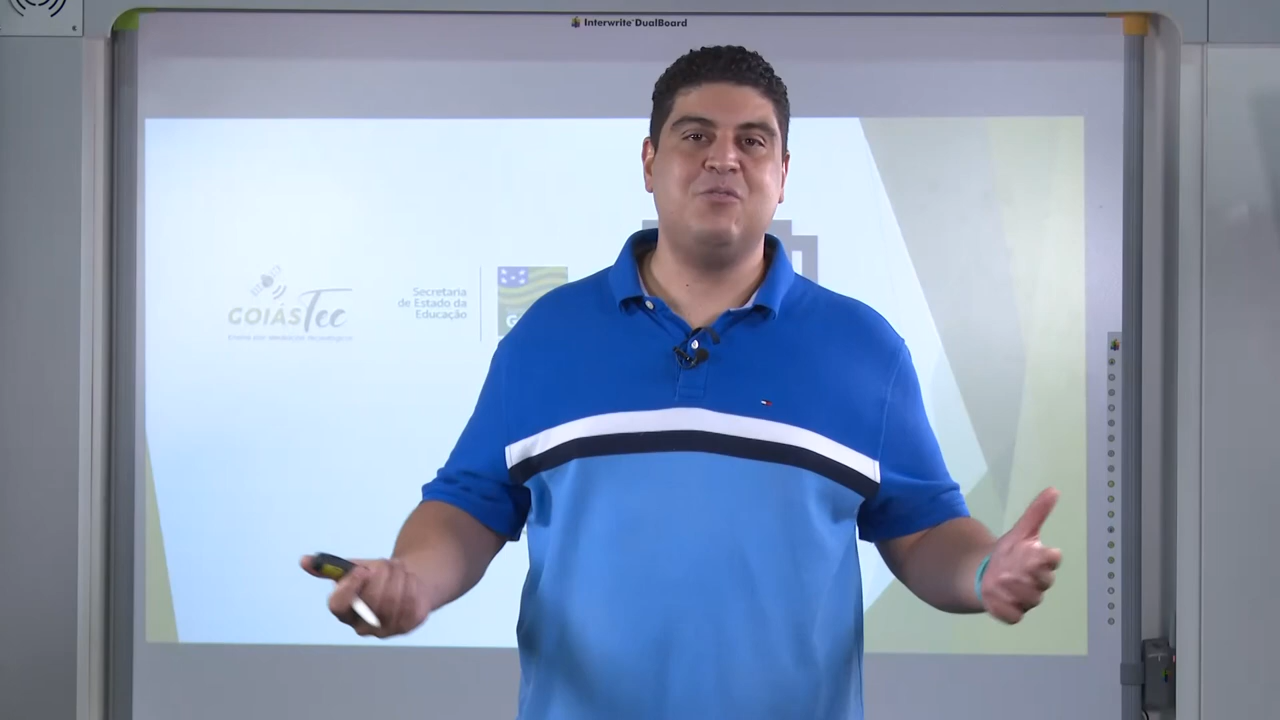 Interwrite DualBoard
GOIÁSTec
Secretaria
de Estado da
Educação